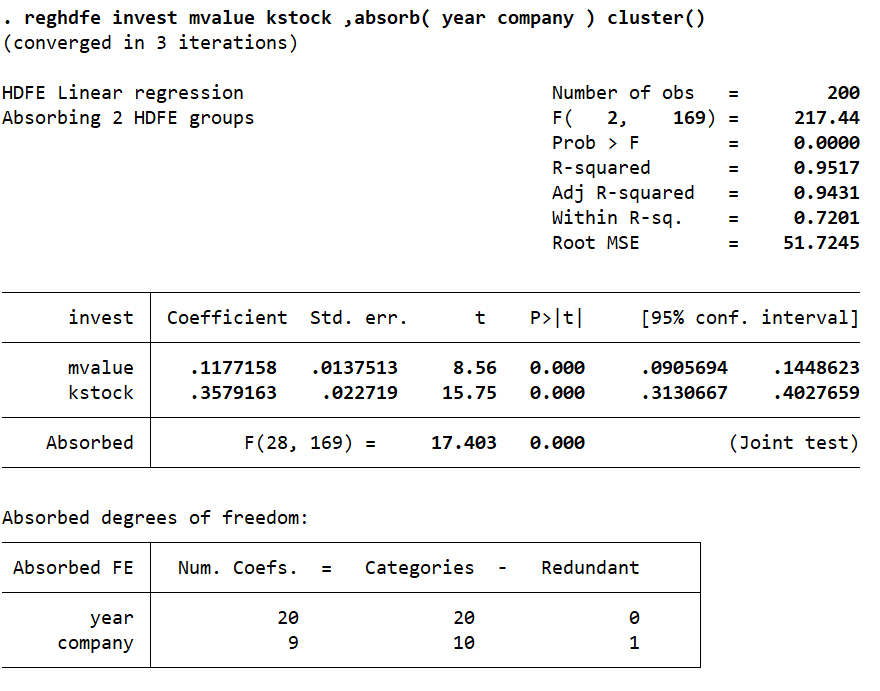 . reghdfe invest mvalue kstock ,absorb( year company ) cluster()
(converged in 3 iterations)
HDFE Linear regression Number of obs = 200
Absorbing 2 HDFE groups F( 2, 169) = 217.44
Prob > F = 0.0000
R-squared = 0.9517
Adj R-squared = 0.9431
Within R-sq. = 0.7201
Root MSE = 51.7245
invest Coefficient Std. err. t P>|t| [95% conf. interval]
mvalue .1177158 .0137513 8.56 0.000 .0905694 .1448623
kstock .3579163 .022719 15.75 0.000 .3130667 .4027659
Absorbed F(28, 169) = 17.403 0.000 (Joint test)
Absorbed degrees of freedom:
Absorbed FE Num. Coefs. = Categories - Redundant
year 20 20 0
company 9 10 1